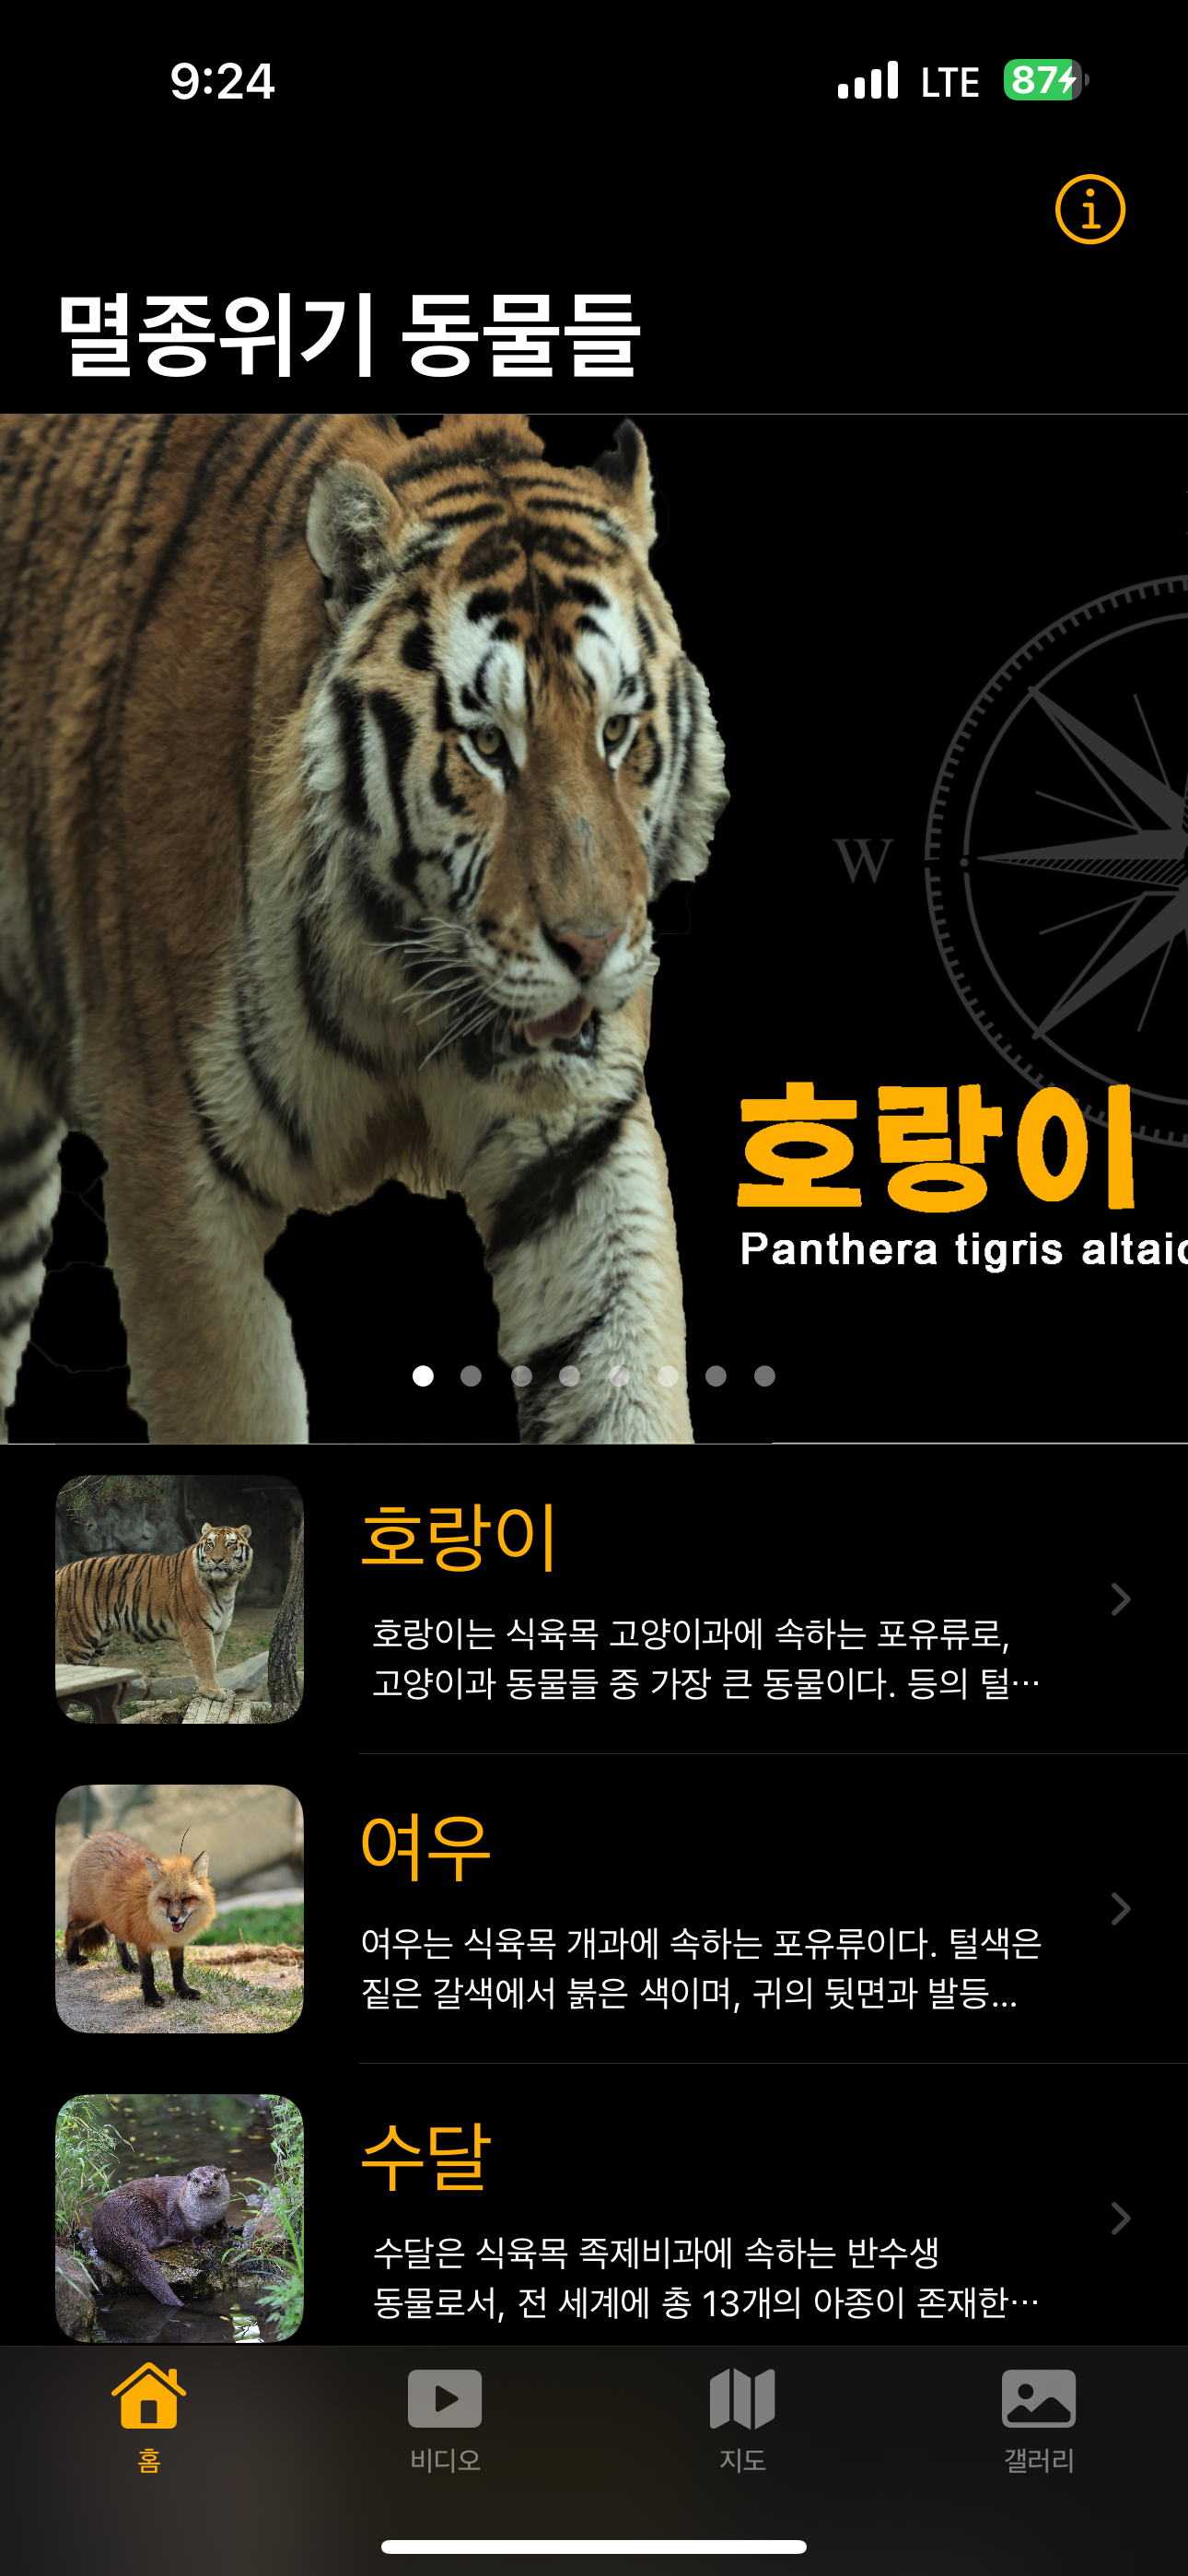 9:24
LTE
87
멸종위기 동물들
W
호랑이
Panthera tigris altaic
호랑이
호랑이는 식육목 고양이과에 속하는 포유류로,
고양이과 동물들 중 가장 큰 동물이다. 등의 털…
여우
여우는 식육목 개과에 속하는 포유류이다. 털색은
짙은 갈색에서 붉은 색이며, 귀의 뒷면과 발등...
수달
수달은 식육목 족제비과에 속하는 반수생
동물로서, 전 세계에 총 13개의 아종이 존재한…
홈
비디오
지도
갤러리